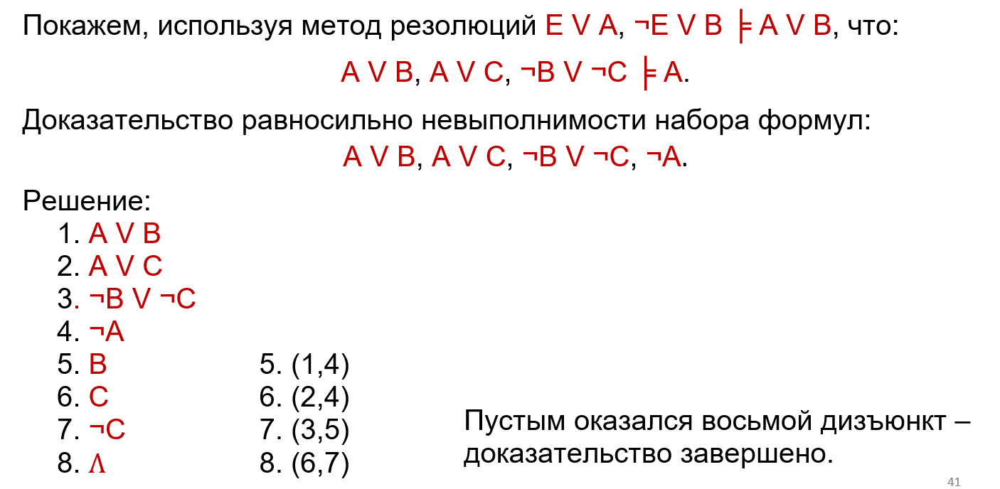 Покажем, используя метод резолюций E V A, ¬E V B ⊧ A V B, что:
A V B, A V C, ¬B V ¬C ⊧ A.
Доказательство равносильно невыполнимости набора формул:
A V B, A V C, ¬B V ¬C, ¬A.
Решение:
1. A V B
2. A V C
3. ¬B V ¬C
4. ¬A
5. B 5. (1,4)
6. C 6. (2,4)
7. ¬C 7. (3,5)
8. Λ 8. (6,7)
Пустым оказался восьмой дизъюнкт –
доказательство завершено.
41